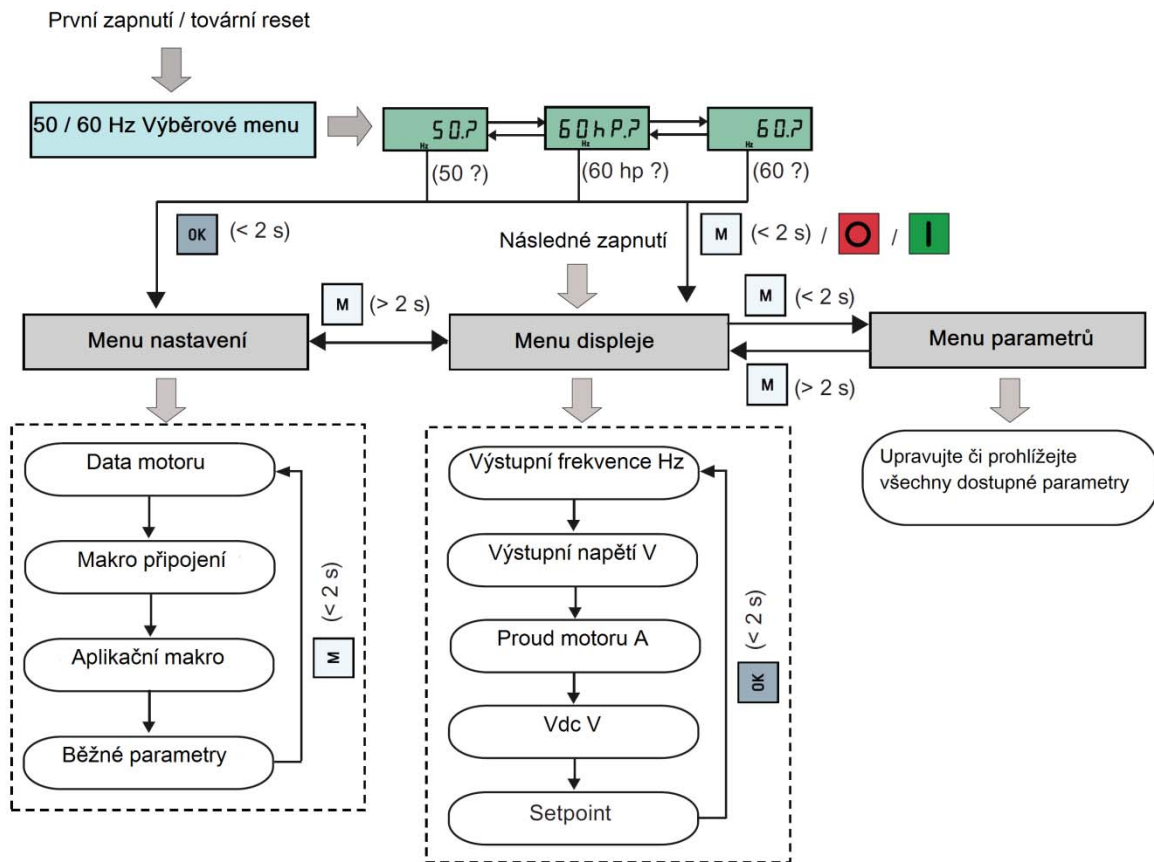 První zapnutí / tovární reset
50 / 60 Hz Výběrové menu
50.?
Hz
60hP.?
Hz
60.?
Hz
(50 ?)
(60 hp ?)
(60 ?)
OK
(< 2 s)
Následné zapnutí
M
(< 2 s) /
/
M
(> 2 s)
M
(< 2 s)
Menu nastavení
Menu displeje
Menu parametrů
M
(> 2 s)
Data motoru
Makro připojení
Aplikační makro
Běžné parametry
(< 2 s)
M
Výstupní frekvence Hz
Výstupní napětí V
Proud motoru A
Vdc V
Setpoint
(< 2 s)
OK
Upravujte či prohlížejte
všechny dostupné parametry